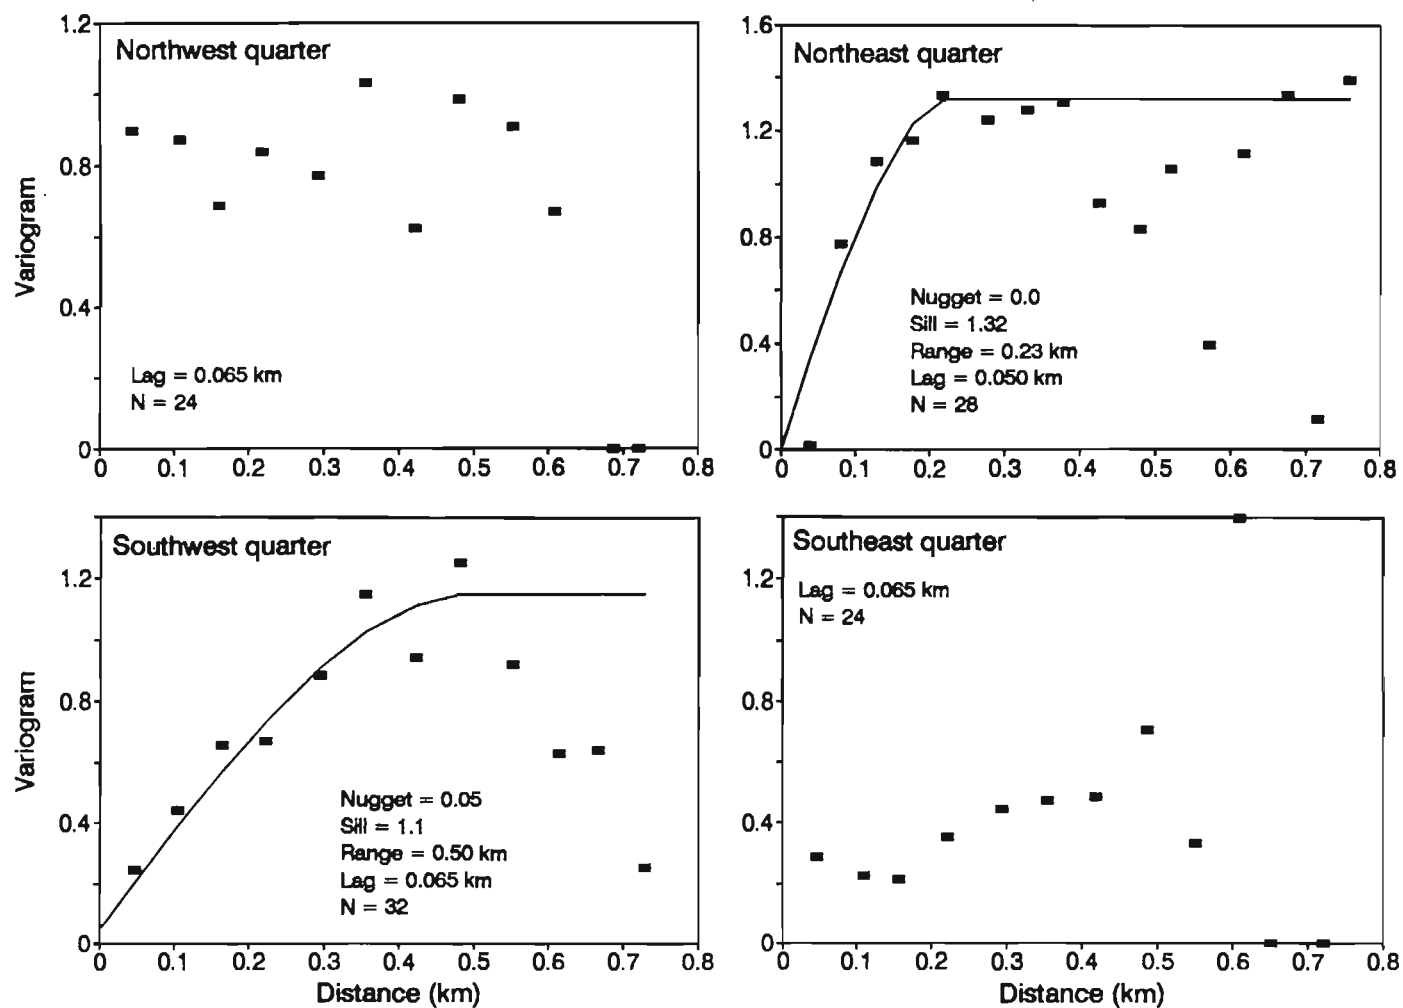 Northwest quarter
1.2
0.8
0.4
0
Variogram
Lag = 0.065 km
N = 24
0 0.1 0.2 0.3 0.4 0.5 0.6 0.7 0.8
Northeast quarter
1.6
1.2
0.8
0.4
0
Nugget = 0.0
Sill = 1.32
Range = 0.23 km
Lag = 0.050 km
N = 28
0 0.1 0.2 0.3 0.4 0.5 0.6 0.7 0.8
Southwest quarter
1.2
0.8
0.4
0
Variogram
Nugget = 0.05
Sill = 1.1
Range = 0.50 km
Lag = 0.065 km
N = 32
0 0.1 0.2 0.3 0.4 0.5 0.6 0.7 0.8
Distance (km)
Southeast quarter
Lag = 0.065 km
N = 24
1.2
0.8
0.4
0
0 0.1 0.2 0.3 0.4 0.5 0.6 0.7 0.8
Distance (km)